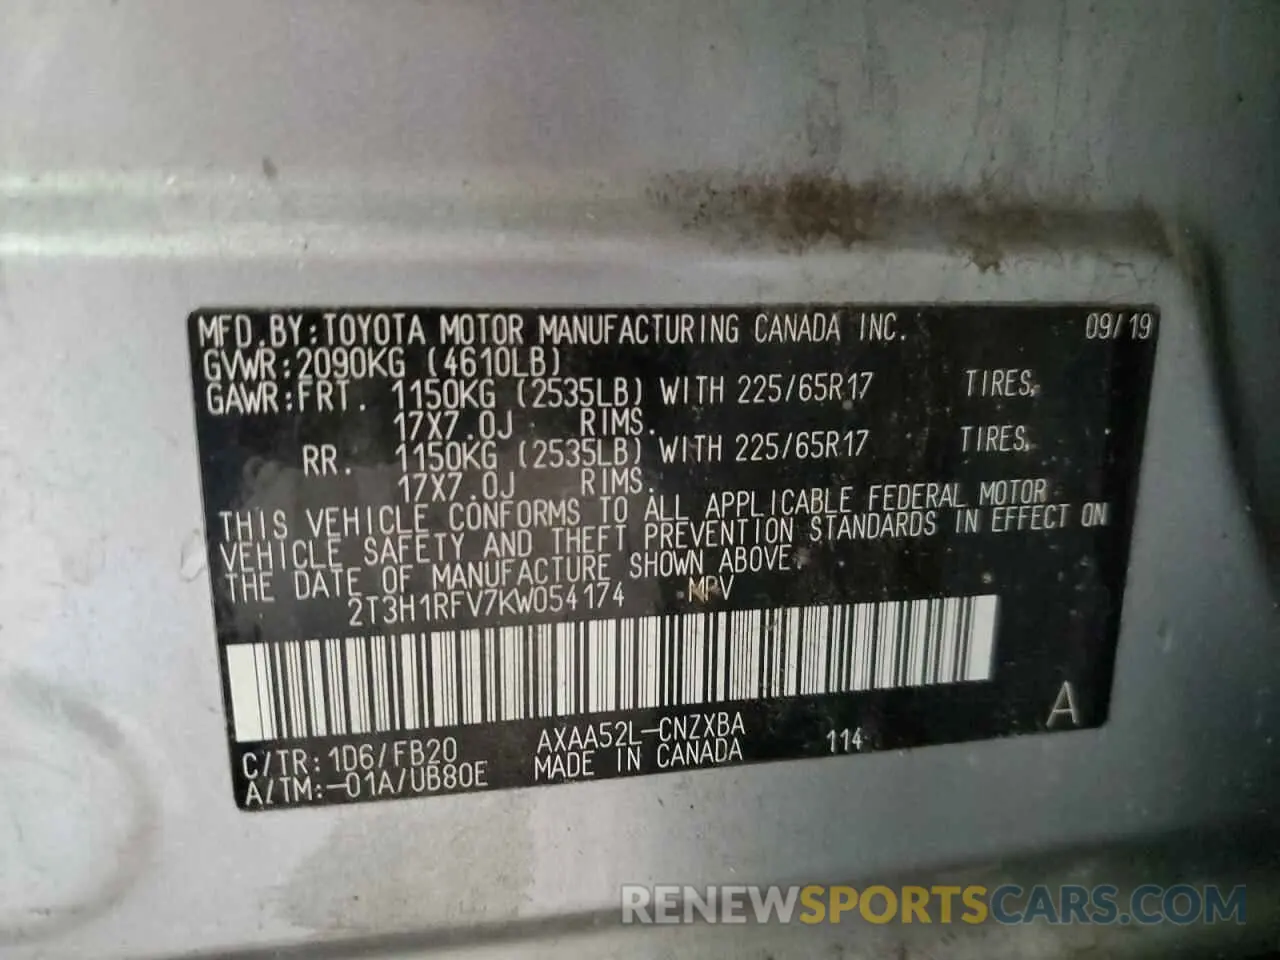 MFD.BY:TOYOTA MOTOR MANUFACTURING CANADA INC. 09/19
GVWR:2090KG (4610LB)
GAWR:FRT. 1150KG (2535LB) WITH 225/65R17 TIRES,
17X7.0J RIMS.
RR. 1150KG (2535LB) WITH 225/65R17 TIRES,
17X7.0J RIMS.
THIS VEHICLE CONFORMS TO ALL APPLICABLE FEDERAL MOTOR
VEHICLE SAFETY AND THEFT PREVENTION STANDARDS IN EFFECT ON
THE DATE OF MANUFACTURE SHOWN ABOVE.
2T3H1RFV7KW054174 MPV
C/TR:1D6/FB20 AXAA52L-CNZXBA 114 A
A/TM:-01A/UB80E MADE IN CANADA
RENEWSPORTSCARS.COM